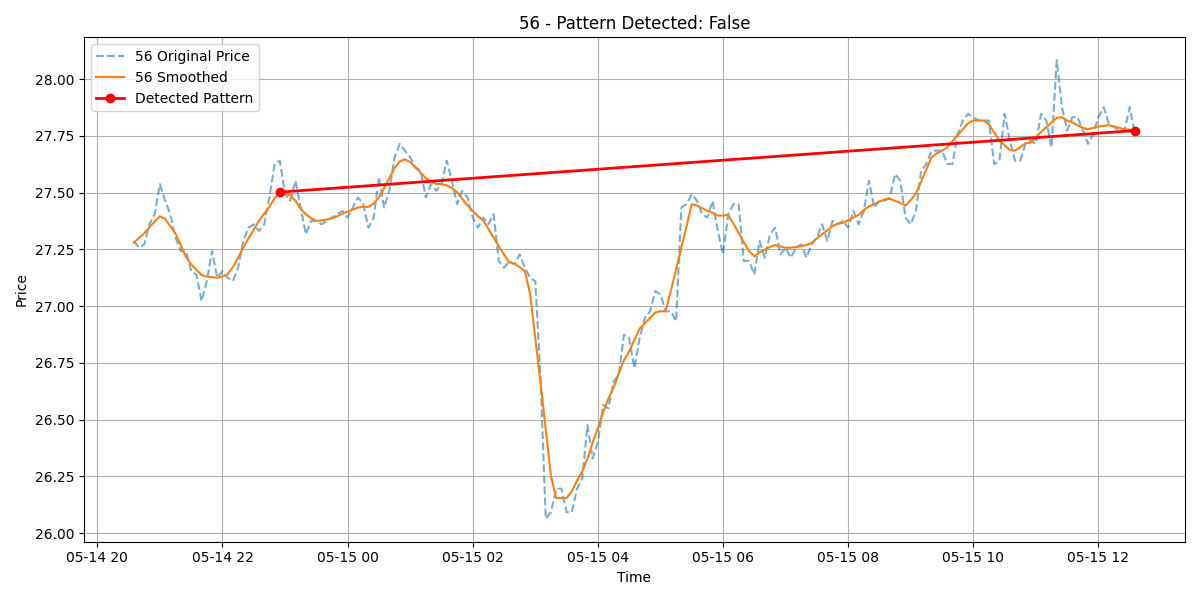 56 - Pattern Detected: False
56 Original Price
56 Smoothed
Detected Pattern
Price
28.00
27.75
27.50
27.25
27.00
26.75
26.50
26.25
26.00
05-14 20 05-14 22 05-15 00 05-15 02 05-15 04 05-15 06 05-15 08 05-15 10 05-15 12
Time